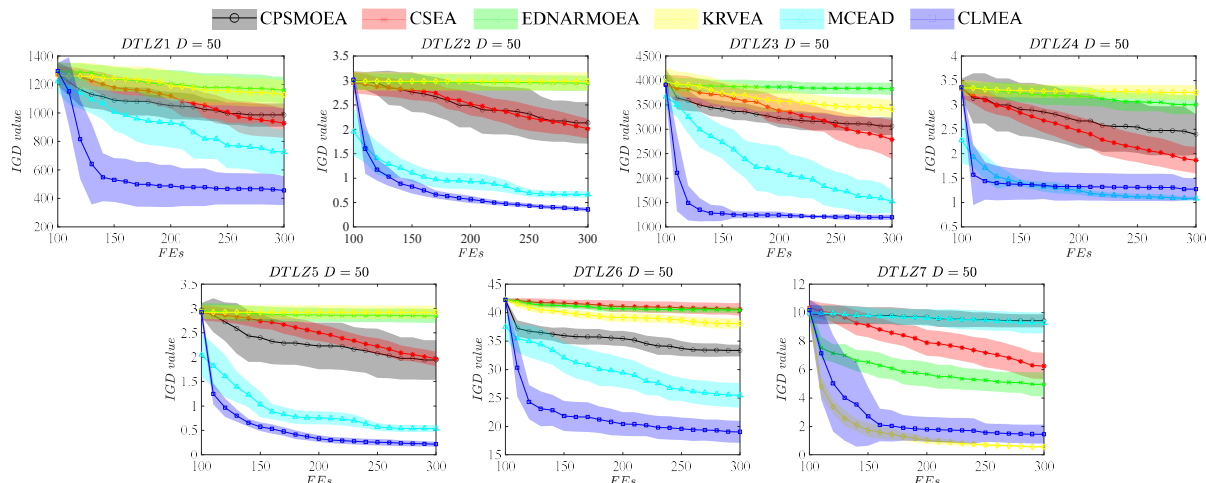 CPSMOEA CSEA EDNARMOEA KRVEA MCEAD CLMEA
DTLZ1 D = 50
1400
1200
1000
800
600
400
200
IGD value
100 150 200 250 300
FEs
DTLZ2 D = 50
3.5
3
2.5
2
1.5
1
0.5
0
IGD value
100 150 200 250 300
FEs
DTLZ3 D = 50
4500
4000
3500
3000
2500
2000
1500
1000
IGD value
100 150 200 250 300
FEs
DTLZ4 D = 50
4
3.5
3
2.5
2
1.5
1
0.5
IGD value
100 150 200 250 300
FEs
DTLZ5 D = 50
3.5
3
2.5
2
1.5
1
0.5
0
IGD value
100 150 200 250 300
FEs
DTLZ6 D = 50
45
40
35
30
25
20
15
IGD value
100 150 200 250 300
FEs
DTLZ7 D = 50
12
10
8
6
4
2
0
IGD value
100 150 200 250 300
FEs